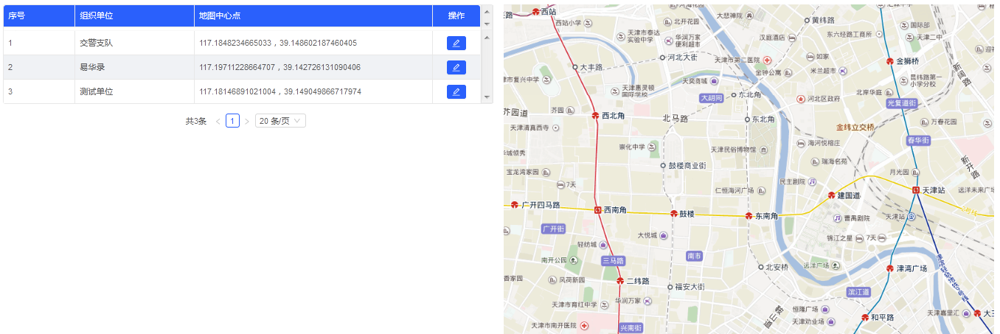 序号 组织单位 地图中心点 操作
1 交警支队 117.1848234665033，39.148602187460405
2 易华录 117.19711228664707，39.142726131090406
3 测试单位 117.18146891021004，39.149049866717974
共3条 1 20 条/页
西站
西站小学
天津市泰达
实验中学
北开花园
华润万家
便利超市
大悲禅院
汉庭酒店
黄纬路
东六经路工商所
国际邸
天津二中
河北大街
天津市第二医院
如家
金狮桥
大丰路
金钟公寓
米兰超市
昆纬路第一
小学分校
新阔路
市复兴中学
天津惠灵顿
国际学校
天奕商城
大胡同
东北角
河北区政府
北岸华庭
光复道街
芥园道
芥园
西北角
北马路
东北角
金纬立交桥
万春花园
天津清真西寺
春华街
崇化中学
天津民俗博物馆
海河悦榕庄
瑞海名苑
新开路
宝龙湾家园
鼓楼商业街
月光园
7天
仁恒海河广场
民主剧院
建国道
天津站
远洋未来广场
广开四马路
西南角
鼓楼
东南角
曹禺剧院
天津站
2号线
广开街
大悦城
锦江之星
7天
轻纺城
南开公园
三马路
南市
北安桥
远洋广场
津湾广场
香家园
风荷新园
二纬路
福安大街
滨江道
天津市育红中学
华润万家
恒隆广场
和平路
天津嘉里汇
天津市南开医院
兴南街
天津劝业场